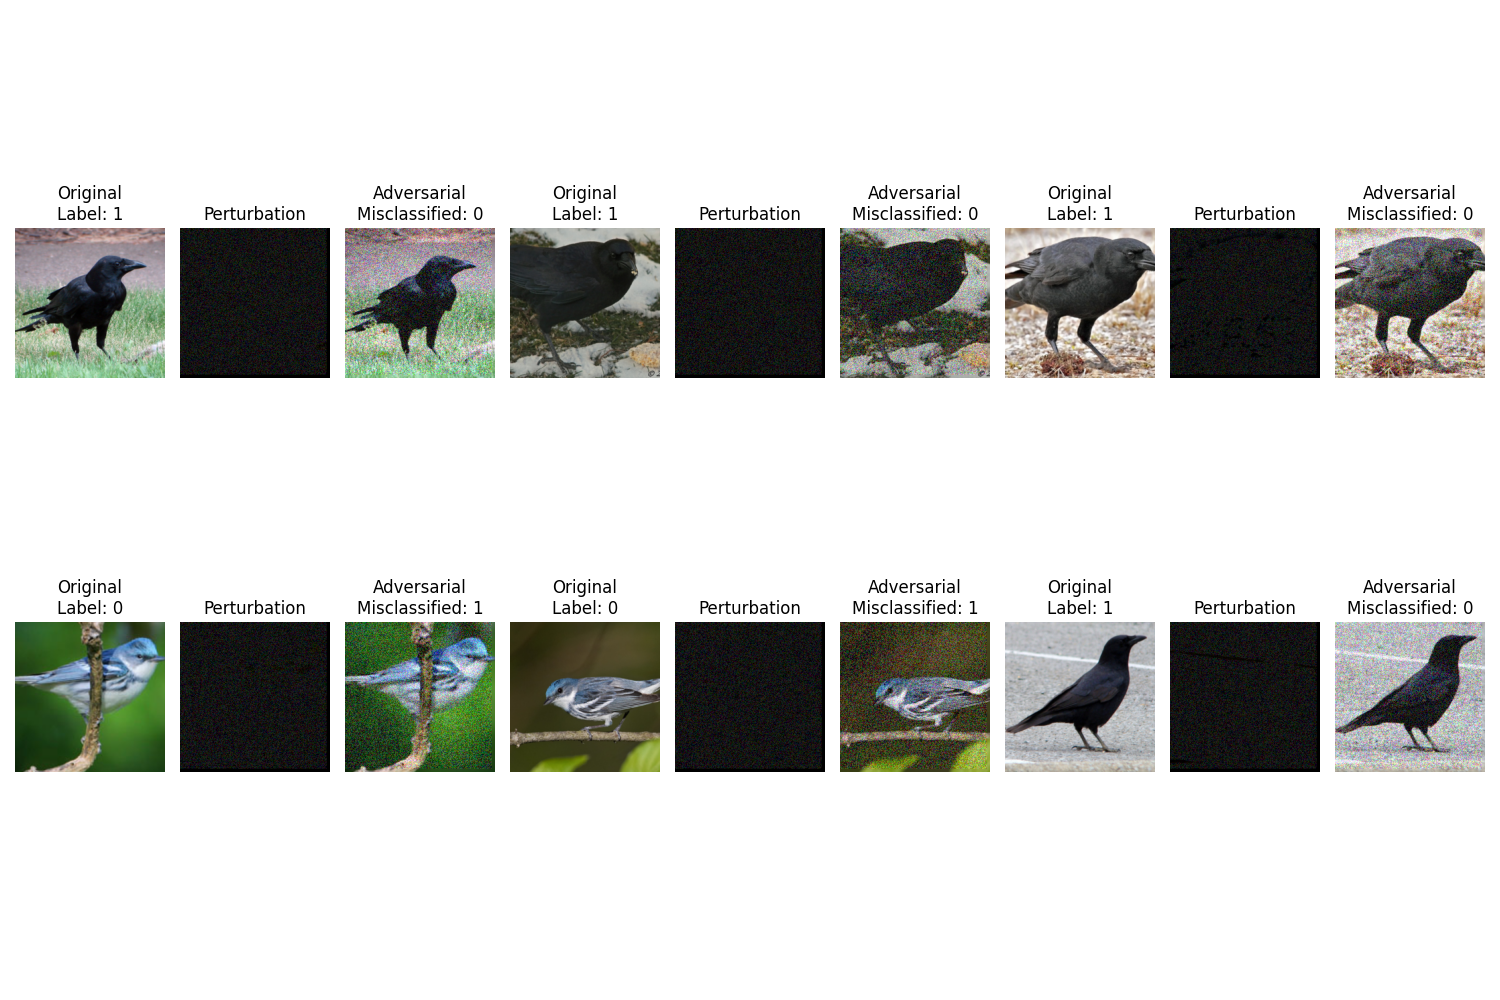 Original
Label: 1
Perturbation
Adversarial
Misclassified: 0
Original
Label: 1
Perturbation
Adversarial
Misclassified: 0
Original
Label: 1
Perturbation
Adversarial
Misclassified: 0
Original
Label: 0
Perturbation
Adversarial
Misclassified: 1
Original
Label: 0
Perturbation
Adversarial
Misclassified: 1
Original
Label: 1
Perturbation
Adversarial
Misclassified: 0